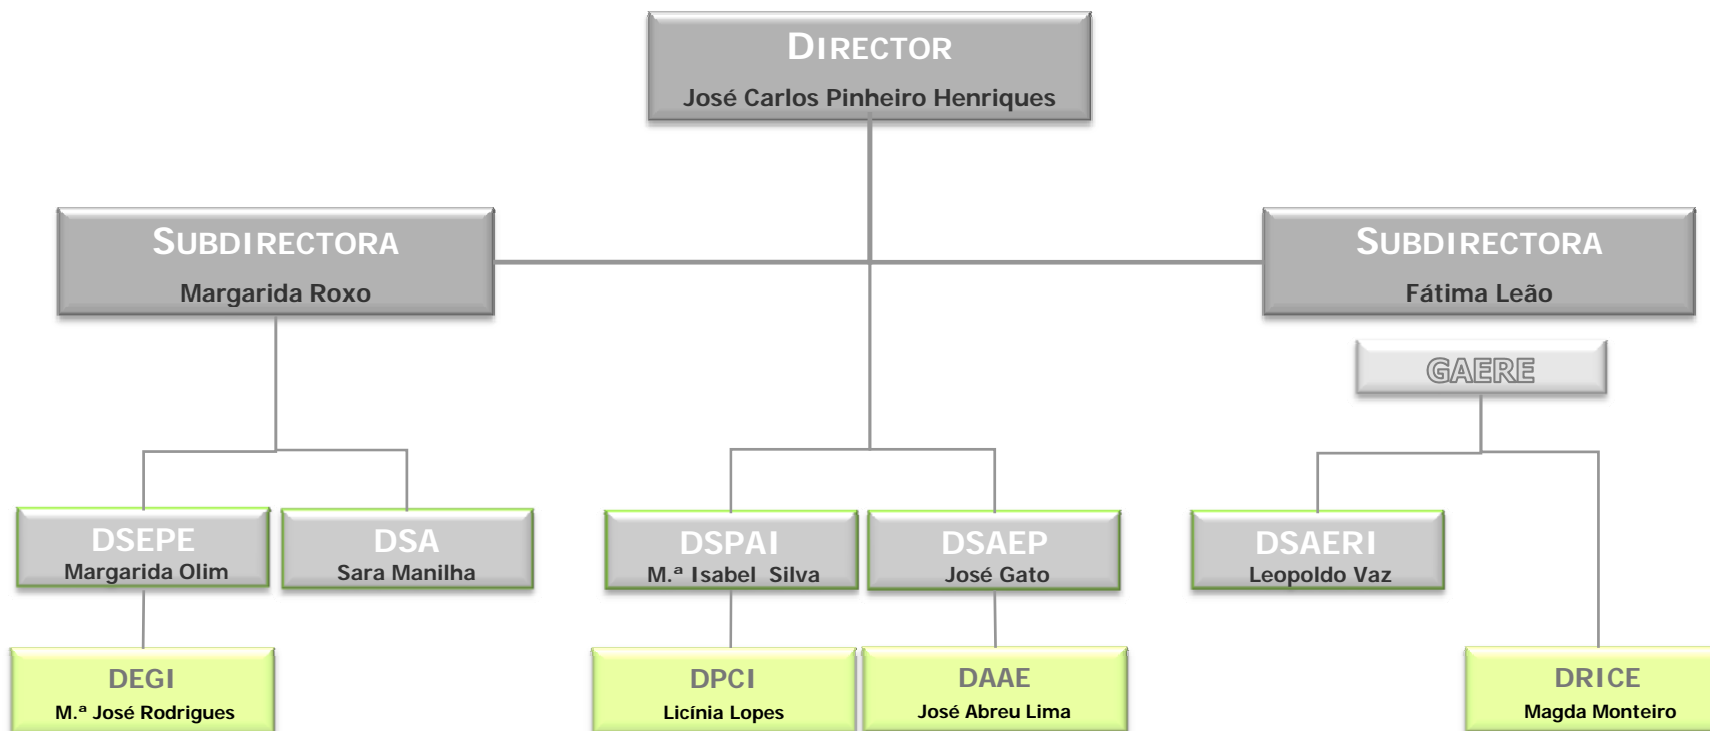 DIRECTOR
José Carlos Pinheiro Henriques
SUBDIRECTORA
Margarida Roxo
SUBDIRECTORA
Fátima Leão
GAERE
DSEPE
Margarida Olim
DSA
Sara Manilha
DSPAI
M.ª Isabel Silva
DSAEP
José Gato
DSAERI
Leopoldo Vaz
DEGI
M.ª José Rodrigues
DPCI
Licínia Lopes
DAAE
José Abreu Lima
DRICE
Magda Monteiro